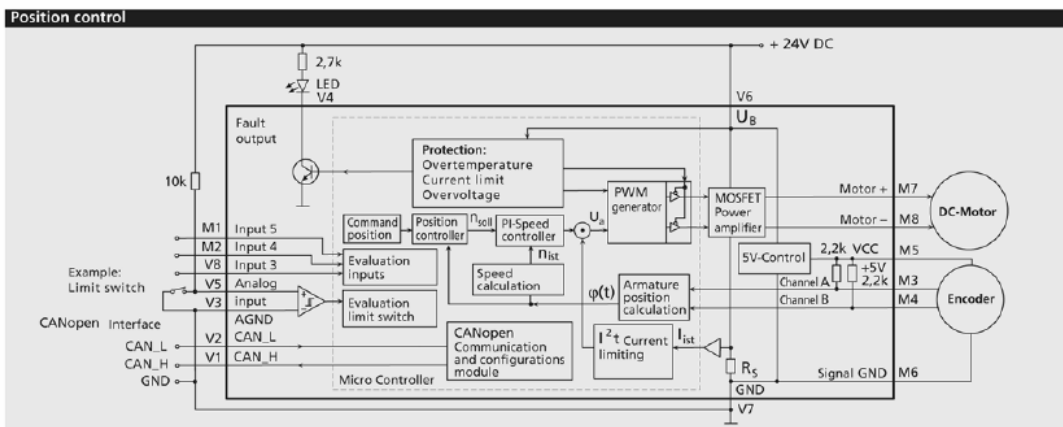 Position control
+ 24V DC
2,7k
LED
V4
V6
U_B
Fault
output
Protection:
Overtemperature
Current limit
Overvoltage
10k
PWM
generator
MOSFET
Power
amplifier
Motor +
M7
Motor −
M8
DC-Motor
Command
position
Position
controller
n_soll
PI-Speed
controller
U_a
n_ist
M1
Input 5
M2
Input 4
V8
Input 3
V5
Analog
V3
input
AGND
Example:
Limit switch
Evaluation
inputs
Evaluation
limit switch
Speed
calculation
φ(t)
Armature
position
calculation
5V-Control
2,2k
VCC
M5
+5V
2,2k
Channel A
M3
Channel B
M4
Encoder
CANopen Interface
CAN_L
V2
CAN_L
CAN_H
V1
CAN_H
GND
CANopen
Communication
and configurations
module
I²t Current
limiting
I_ist
R_S
Signal GND
M6
Micro Controller
GND
V7